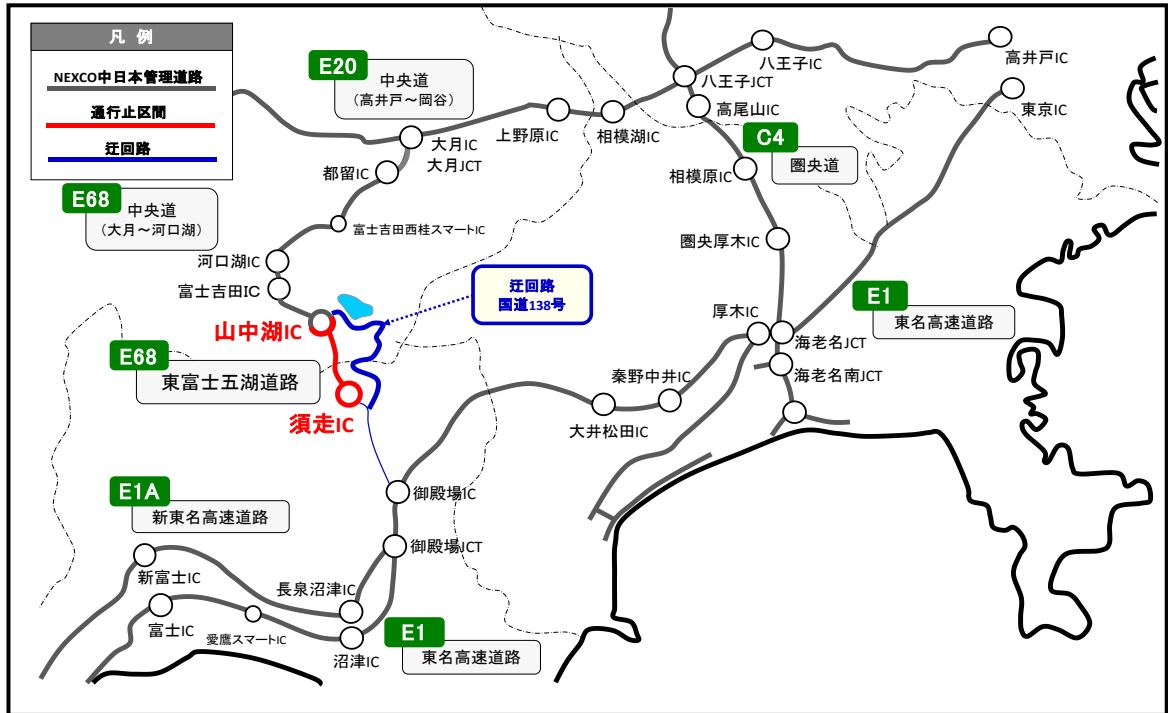 凡 例
NEXCO中日本管理道路
通行止区間
迂回路
E20
中央道
（高井戸～岡谷）
八王子IC
高井戸IC
八王子JCT
東京IC
上野原IC
相模湖IC
高尾山IC
大月IC
大月JCT
C4
圏央道
都留IC
相模原IC
E68
中央道
（大月～河口湖）
富士吉田西桂スマートIC
圏央厚木IC
河口湖IC
富士吉田IC
迂回路
国道138号
E1
東名高速道路
山中湖IC
厚木IC
海老名JCT
E68
東富士五湖道路
海老名南JCT
秦野中井IC
須走IC
大井松田IC
E1A
新東名高速道路
御殿場IC
御殿場JCT
新富士IC
長泉沼津IC
富士IC
愛鷹スマートIC
沼津IC
E1
東名高速道路